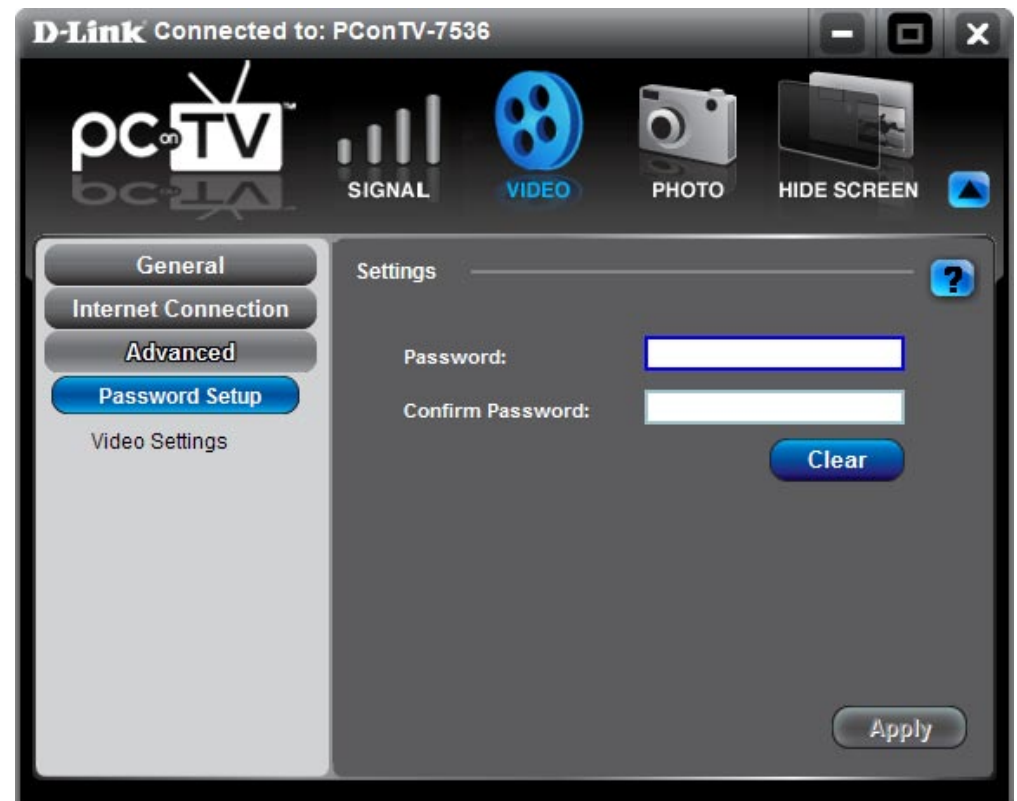 D-Link Connected to: PConTV-7536
pc on TV™
SIGNAL
VIDEO
PHOTO
HIDE SCREEN
General
Internet Connection
Advanced
Password Setup
Video Settings
Settings
?
Password:
Confirm Password:
Clear
Apply